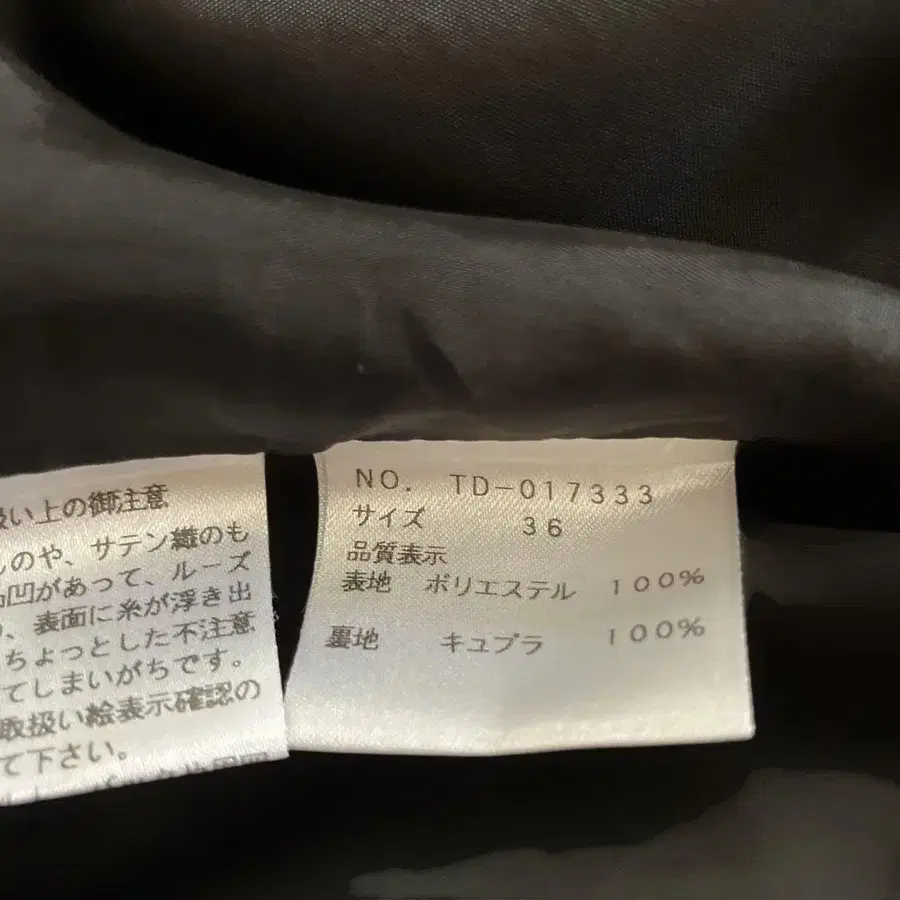 扱い上の御注意
のや、サテン織のも
凹があって、ルーズ
、表面に糸が浮き出
ちょっとした不注意
てしまいがちです。
取扱い絵表示確認の
て下さい。
NO. TD-017333
サイズ 36
品質表示
表地 ポリエステル 100%
裏地 キュプラ 100%